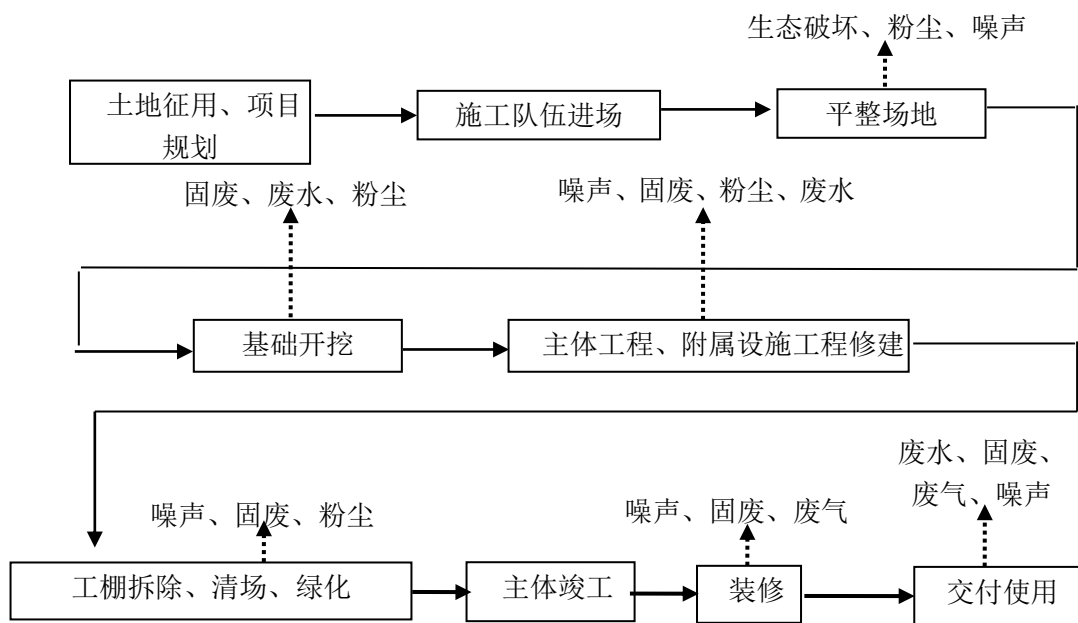 生态破坏、粉尘、噪声
土地征用、项目
规划
施工队伍进场
平整场地
固废、废水、粉尘
噪声、固废、粉尘、废水
基础开挖
主体工程、附属设施工程修建
废水、固废、
废气、噪声
噪声、固废、粉尘
噪声、固废、废气
工棚拆除、清场、绿化
主体竣工
装修
交付使用